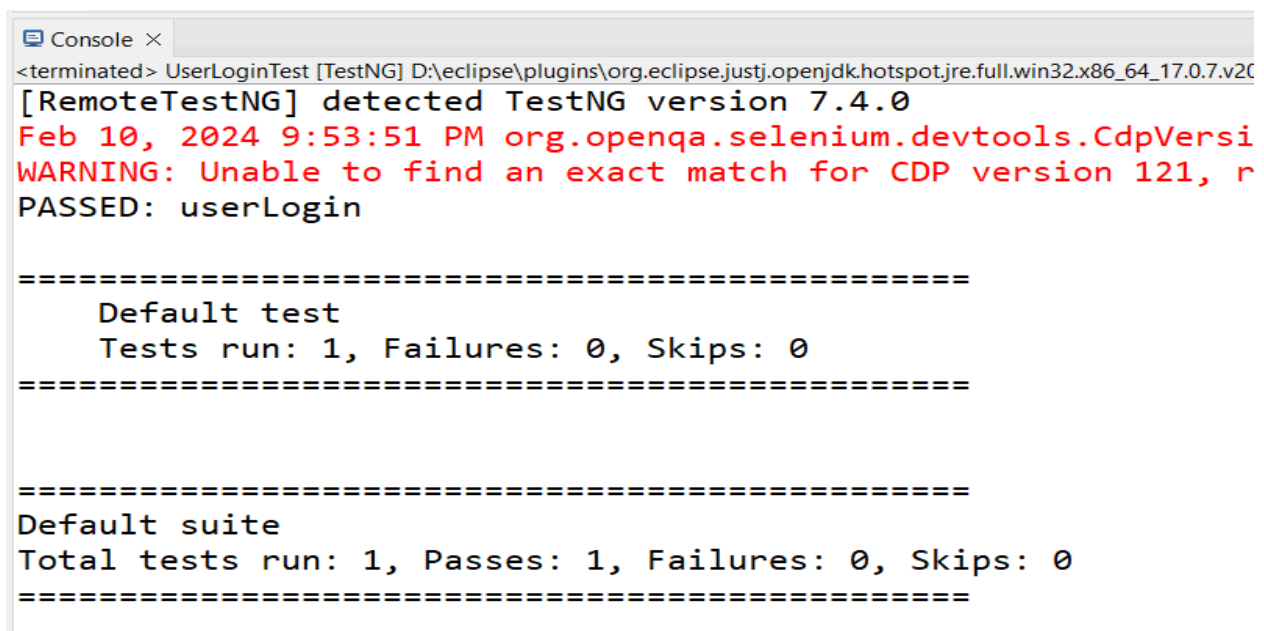 Console ×
<terminated> UserLoginTest [TestNG] D:\eclipse\plugins\org.eclipse.justj.openjdk.hotspot.jre.full.win32.x86_64_17.0.7.v20
[RemoteTestNG] detected TestNG version 7.4.0
Feb 10, 2024 9:53:51 PM org.openqa.selenium.devtools.CdpVersi
WARNING: Unable to find an exact match for CDP version 121, r
PASSED: userLogin
===============================================
Default test
Tests run: 1, Failures: 0, Skips: 0
===============================================
===============================================
Default suite
Total tests run: 1, Passes: 1, Failures: 0, Skips: 0
===============================================